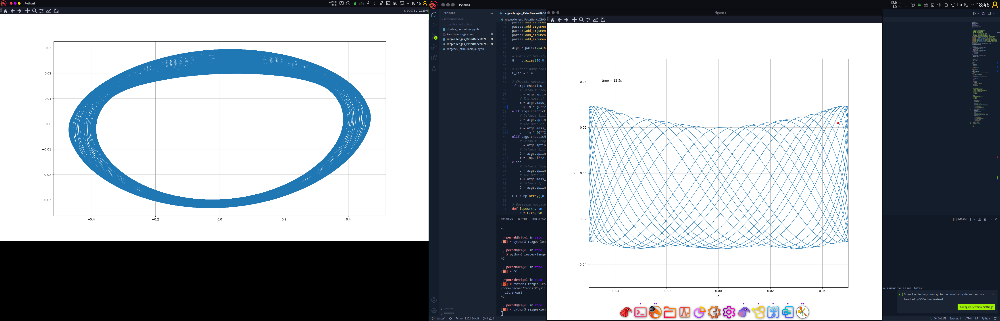 Python3
22.6 m
1.0 m
hu
18:46
x=0.3978 y=0.02691
0.03
0.02
0.01
0.00
−0.01
−0.02
−0.03
−0.4
−0.2
0.0
0.2
0.4
Python3
22.6 m
1.0 m
hu
18:46
EXPLORER
REZGOMOZGASOK
.ipynb_checkpoints
double_pendulum.ipynb
kaotikusmozgas.png U
rezges-lenges_PeterBenceX89... M
rezges-lenges_PeterBenceX89... M
rezgesek_szimulacioja.ipynb
OUTLINE
TIMELINE
rezges-lenges_PeterBenceX89O8
rezges-lenges_PeterBenceX89O
40 parser.add_argumen
41 parser.add_argumen
42 parser.add_argumen
43 parser.add_argumen
44 parser.add_argumen
45
46 args = parser.pars
47
48 # Force of Gravity
49 G = np.array([0,0,
50
51 # Linear body cons
52 C_lin = 1.0
53
54 # Chaotic movement
55 if args.chaoticD:
56 # Default Leng
57 L = args.sprin
58 # The mass of
59 m = args.mass_
60 D = (m * (G**2
61 elif args.chaoticL
62 # Default Spri
63 D = args.sprin
64 # The mass of
65 m = args.mass_
66 L = (m * (G**2
67 elif args.chaoticM
68 # Default Leng
69 L = args.sprin
70 # Default Spri
71 D = args.sprin
72 m = (np.pi**2
73 else:
74 # Default Leng
75 L = args.sprin
76 # The mass of
77 m = args.mass_
78 # Default Spri
79 D = args.sprin
80
81 FIX = np.array([0.
82
83 # Egyszeru mozgase
84 def lepes(xn, vn,
85 a = F(xn, vn,
PROBLEMS OUTPUT DEBUG CONS
^C
pecneb@rigel in repo:
× python3 rezges-leng
pecneb@rigel in repo:
λ python3 rezges-lenge
^C
pecneb@rigel in repo:
× ^C
pecneb@rigel in repo:
× python3 rezges-leng
/home/pecneb/repos/Physic
plt.show()
^C
pecneb@rigel in repo:
× python3 rezges-leng
Figure 1
time = 12.5s
0.04
0.02
0.00
−0.02
−0.04
Z
−0.04
−0.02
0.00
0.02
0.04
X
python3
wo minor releases later.
Some keybindings don't go to the terminal by default and are
handled by VSCodium instead.
Configure Terminal Settings
master*
Python 3.10.4 64-bit
0
0
Ln 16, Col 278
Spaces: 4
UTF-8
LF
Python